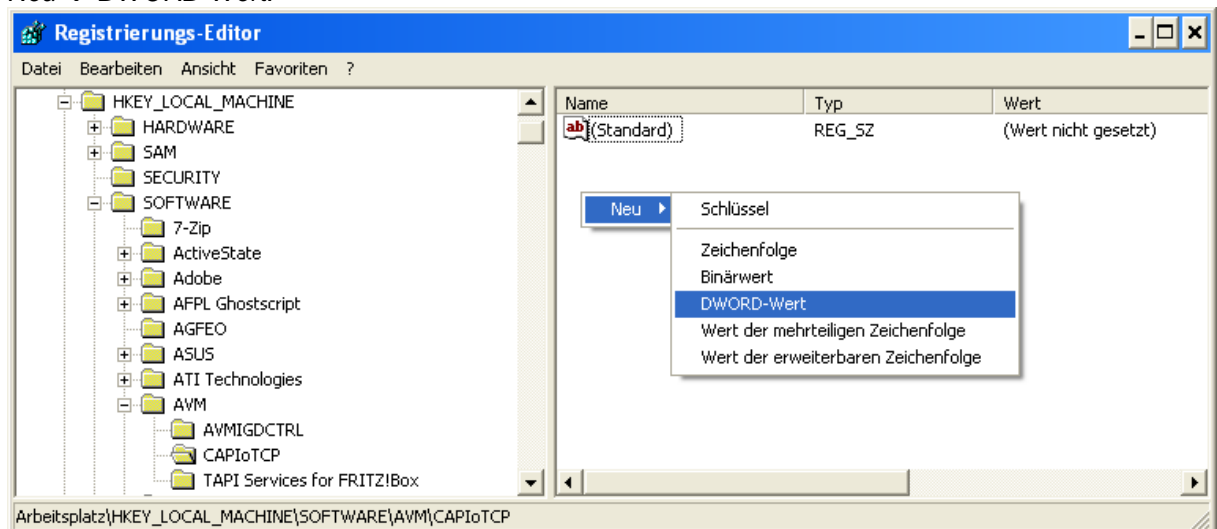 Registrierungs-Editor
Datei Bearbeiten Ansicht Favoriten ?
HKEY_LOCAL_MACHINE
HARDWARE
SAM
SECURITY
SOFTWARE
7-Zip
ActiveState
Adobe
AFPL Ghostscript
AGFEO
ASUS
ATI Technologies
AVM
AVMIGDCTRL
CAPIoTCP
TAPI Services for FRITZ!Box
Name Typ Wert
ab (Standard) REG_SZ (Wert nicht gesetzt)
Neu
Schlüssel
Zeichenfolge
Binärwert
DWORD-Wert
Wert der mehrteiligen Zeichenfolge
Wert der erweiterbaren Zeichenfolge
Arbeitsplatz\HKEY_LOCAL_MACHINE\SOFTWARE\AVM\CAPIoTCP